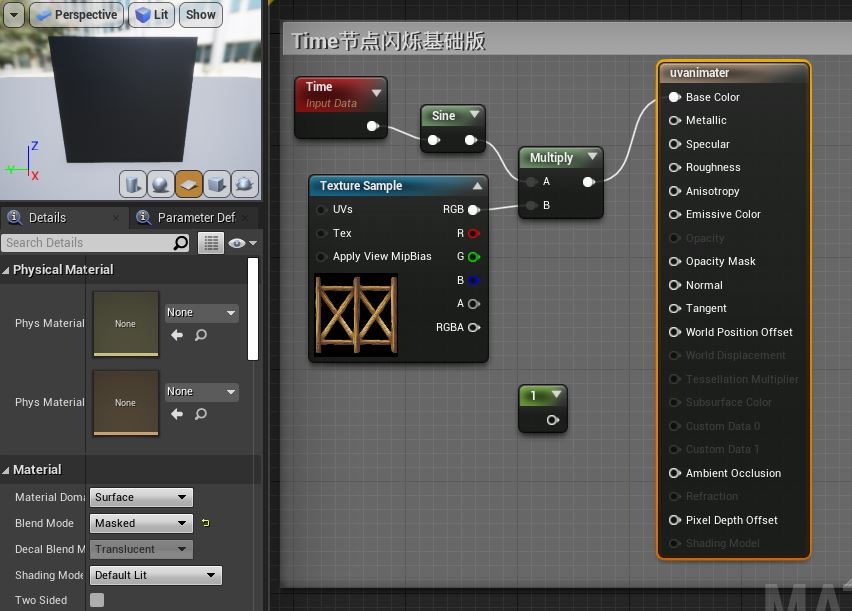 Perspective
Lit
Show
Z
Y
X
Details
Parameter Def
Search Details
Physical Material
Phys Material
None
None
Phys Material
None
None
Material
Material Doma
Surface
Blend Mode
Masked
Decal Blend M
Translucent
Shading Mode
Default Lit
Two Sided
Time节点闪烁基础版
Time
Input Data
Sine
Multiply
A
B
Texture Sample
UVs
RGB
Tex
R
Apply View MipBias
G
B
A
RGBA
1
uvanimater
Base Color
Metallic
Specular
Roughness
Anisotropy
Emissive Color
Opacity
Opacity Mask
Normal
Tangent
World Position Offset
World Displacement
Tessellation Multiplier
Subsurface Color
Custom Data 0
Custom Data 1
Ambient Occlusion
Refraction
Pixel Depth Offset
Shading Model
MA